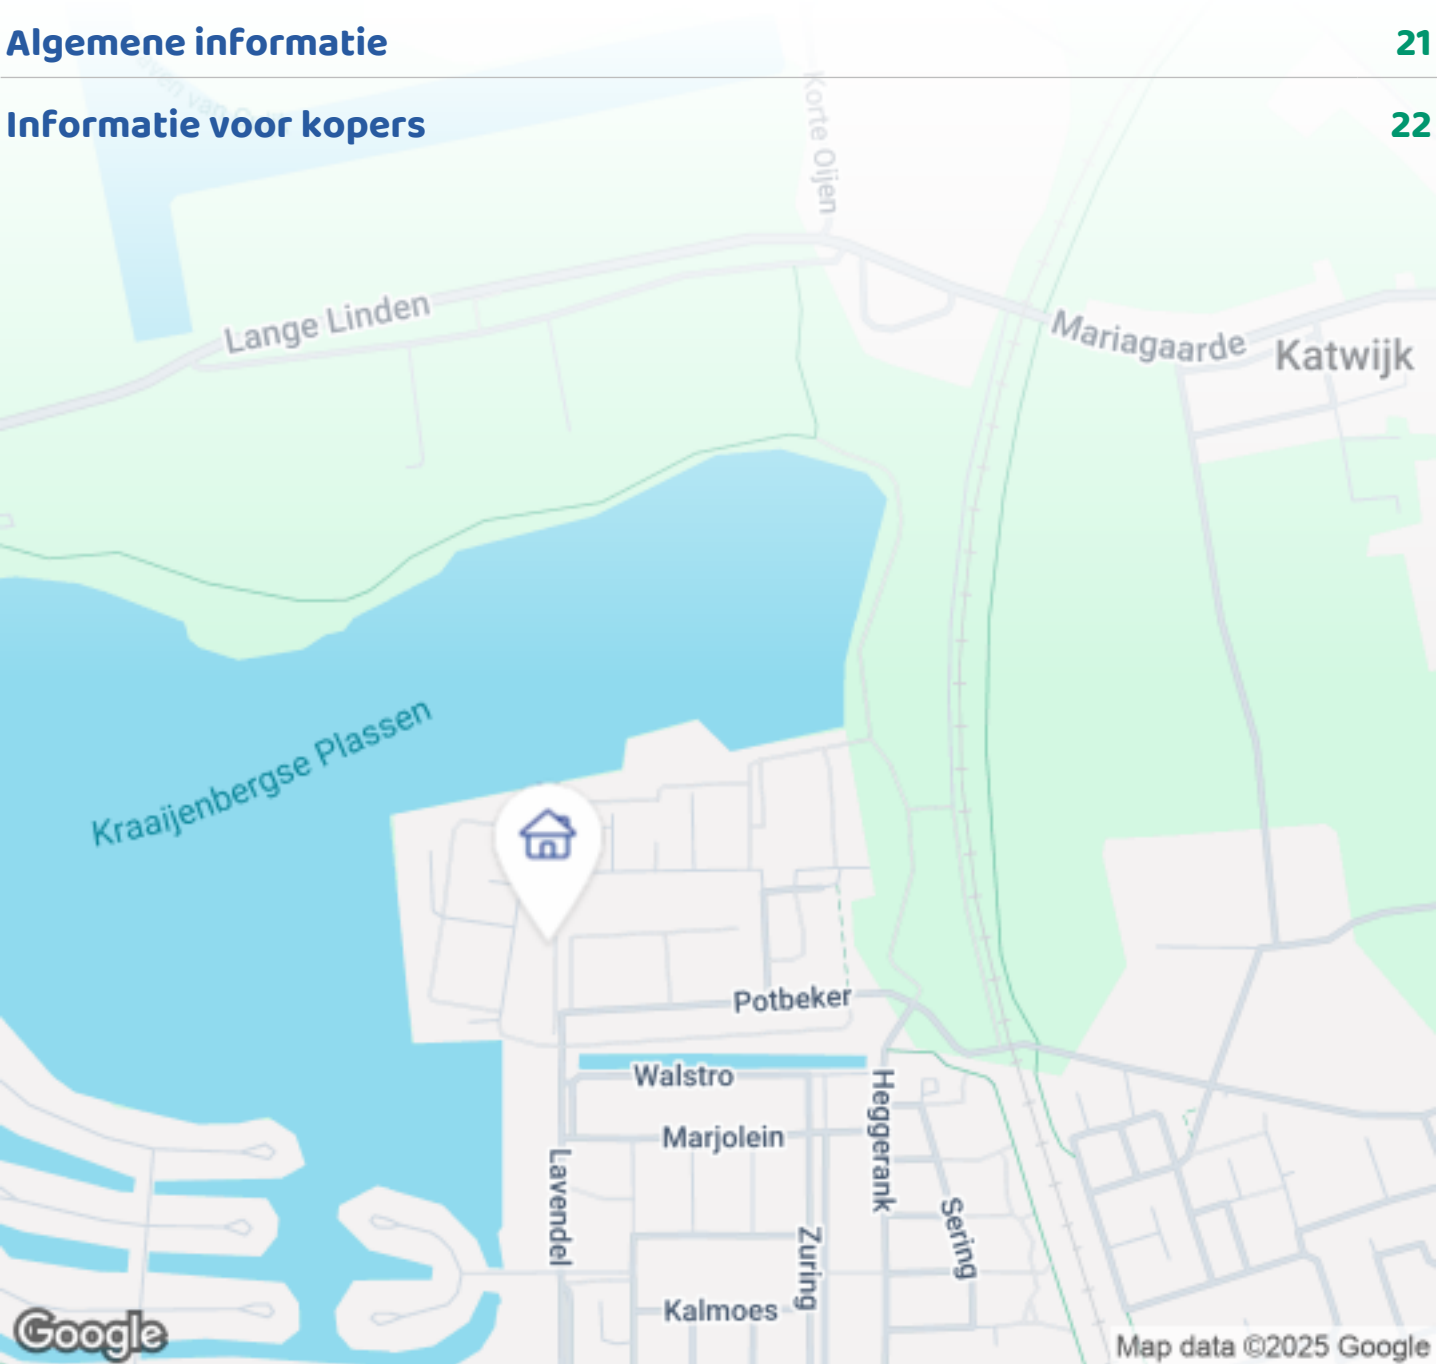 Algemene informatie 21
Informatie voor kopers 22
Korte Oijen
Lange Linden
Mariagaarde
Katwijk
Kraaijenbergse Plassen
Potbeker
Walstro
Heggerank
Marjolein
Lavendel
Sering
Zuring
Kalmoes
Google
Map data ©2025 Google